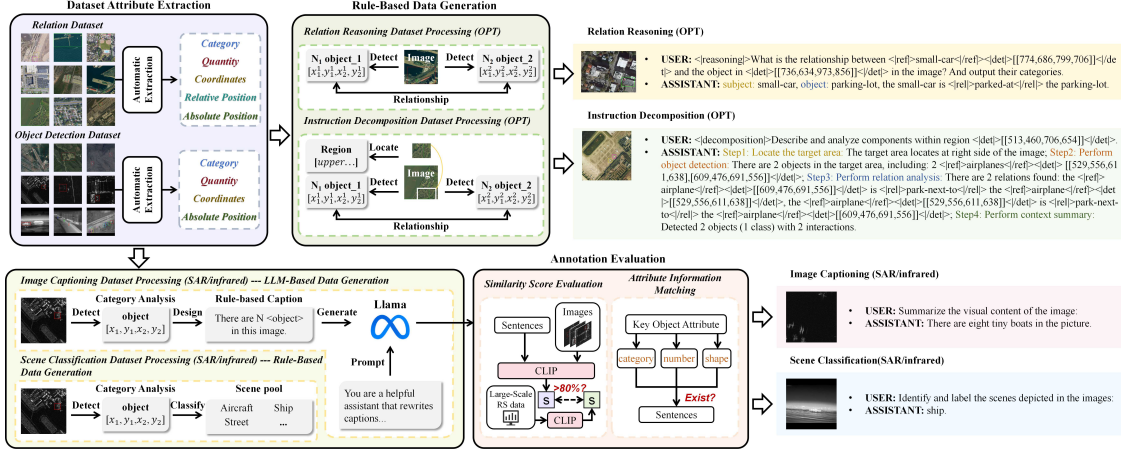 Dataset Attribute Extraction
Relation Dataset
Automatic Extraction
Category
Quantity
Coordinates
Relative Position
Absolute Position
Object Detection Dataset
Automatic Extraction
Category
Quantity
Coordinates
Absolute Position
Rule-Based Data Generation
Relation Reasoning Dataset Processing (OPT)
N₁ object_1
[x₁¹, y₁¹, x₂¹, y₂¹]
Detect
Image
Detect
N₂ object_2
[x₁², y₁², x₂², y₂²]
Relationship
Instruction Decomposition Dataset Processing (OPT)
Region
[upper…]
Locate
Image
N₁ object_1
[x₁¹, y₁¹, x₂¹, y₂¹]
Detect
Detect
N₂ object_2
[x₁², y₁², x₂², y₂²]
Relationship
Relation Reasoning (OPT)
• USER: <reasoning>What is the relationship between <ref>small-car</ref><det>[[774,686,799,706]]</de
t> and the object in <det>[[736,634,973,856]]</det> in the image? And output their categories.
• ASSISTANT: subject: small-car, object: parking-lot, the small-car is <rel>parked-at</rel> the parking-lot.
Instruction Decomposition (OPT)
• USER: <decomposition>Describe and analyze components within region <det>[[513,460,706,654]]</det>.
• ASSISTANT: Step1: Locate the target area: The target area locates at right side of the image; Step2: Perform
object detection: There are 2 objects in the target area, including: 2 <ref>airplanes</ref><det> [[529,556,61
1,638],[609,476,691,556]]</det>; Step3: Perform relation analysis: There are 2 relations found: the <ref>
airplane</ref><det>[[609,476,691,556]]</det> is <rel>park-next-to</rel> the <ref>airplane</ref><det
>[[529,556,611,638]]</det>, the <ref>airplane</ref><det>[[529,556,611,638]]</det> is <rel>park-next-
to</rel> the <ref>airplane</ref><det>[[609,476,691,556]]</det>; Step4: Perform context summary:
Detected 2 objects (1 class) with 2 interactions.
Image Captioning Dataset Processing (SAR/infrared) --- LLM-Based Data Generation
Detect
Category Analysis
object
[x₁, y₁, x₂, y₂]
Design
Rule-based Caption
There are N <object>
in this image.
Generate
Llama
Prompt
You are a helpful
assistant that rewrites
captions...
Scene Classification Dataset Processing (SAR/infrared) --- Rule-Based
Data Generation
Detect
Category Analysis
object
[x₁, y₁, x₂, y₂]
Classify
Scene pool
Aircraft Ship
Street ...
Annotation Evaluation
Similarity Score Evaluation
Sentences
Images
CLIP
>80%?
S
S
Large-Scale
RS data
CLIP
Attribute Information
Matching
Key Object Attribute
category
number
shape
Exist?
Sentences
Image Captioning (SAR/infrared)
• USER: Summarize the visual content of the image:
• ASSISTANT: There are eight tiny boats in the picture.
Scene Classification(SAR/infrared)
• USER: Identify and label the scenes depicted in the images:
• ASSISTANT: ship.